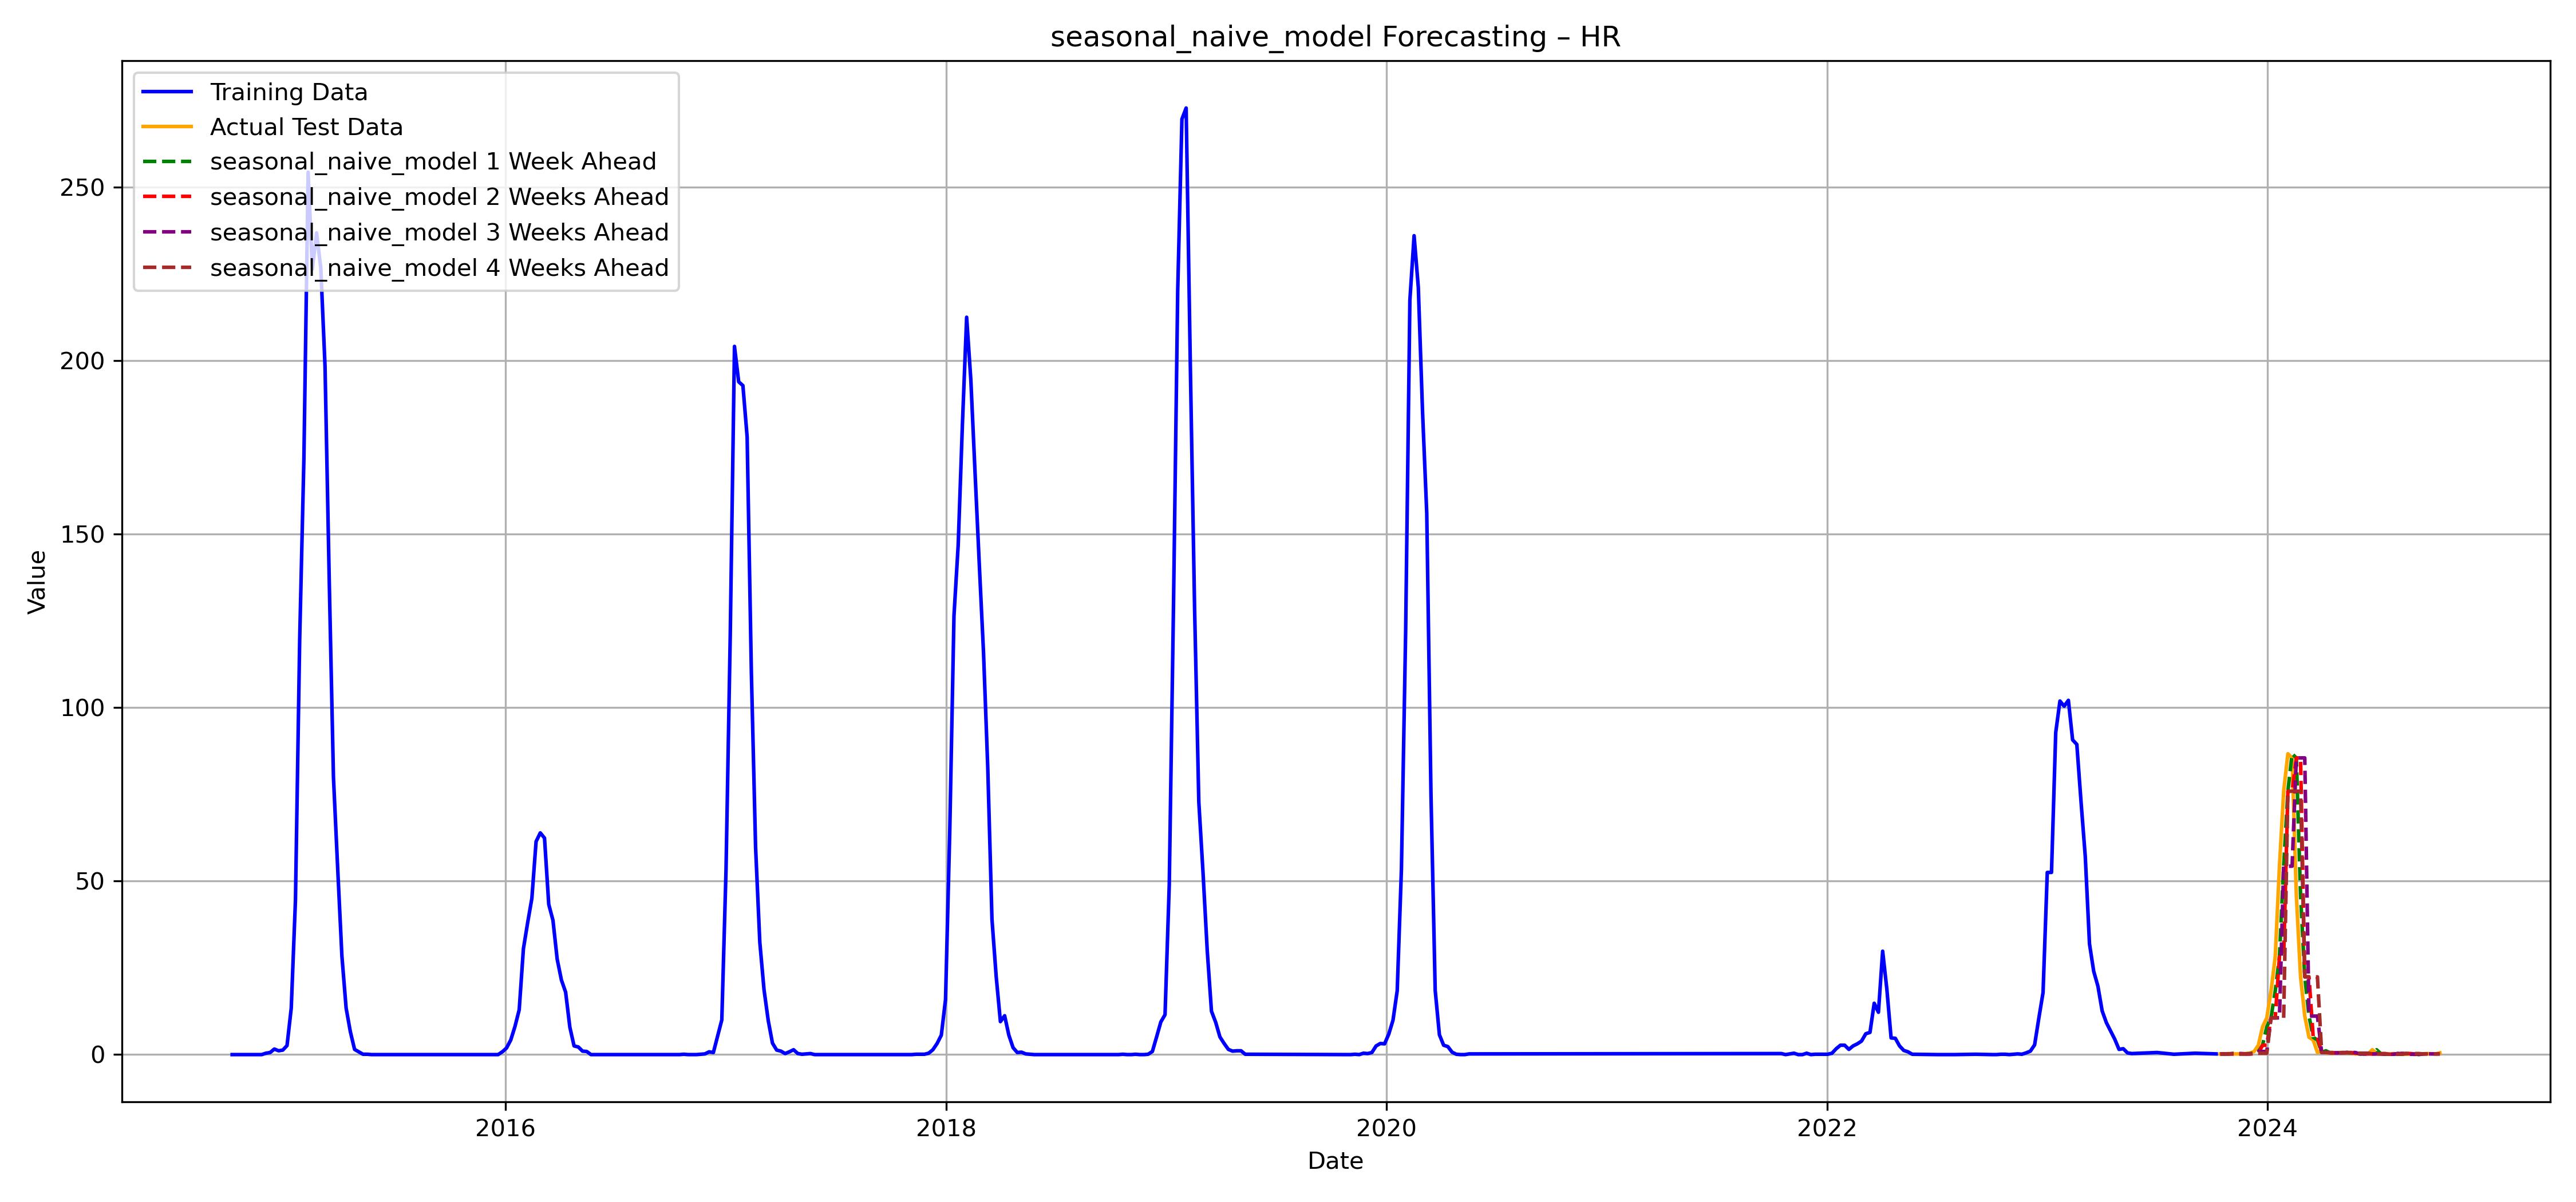 seasonal_naive_model Forecasting – HR
Training Data
Actual Test Data
seasonal_naive_model 1 Week Ahead
seasonal_naive_model 2 Weeks Ahead
seasonal_naive_model 3 Weeks Ahead
seasonal_naive_model 4 Weeks Ahead
250
200
150
100
50
0
Value
2016
2018
2020
2022
2024
Date